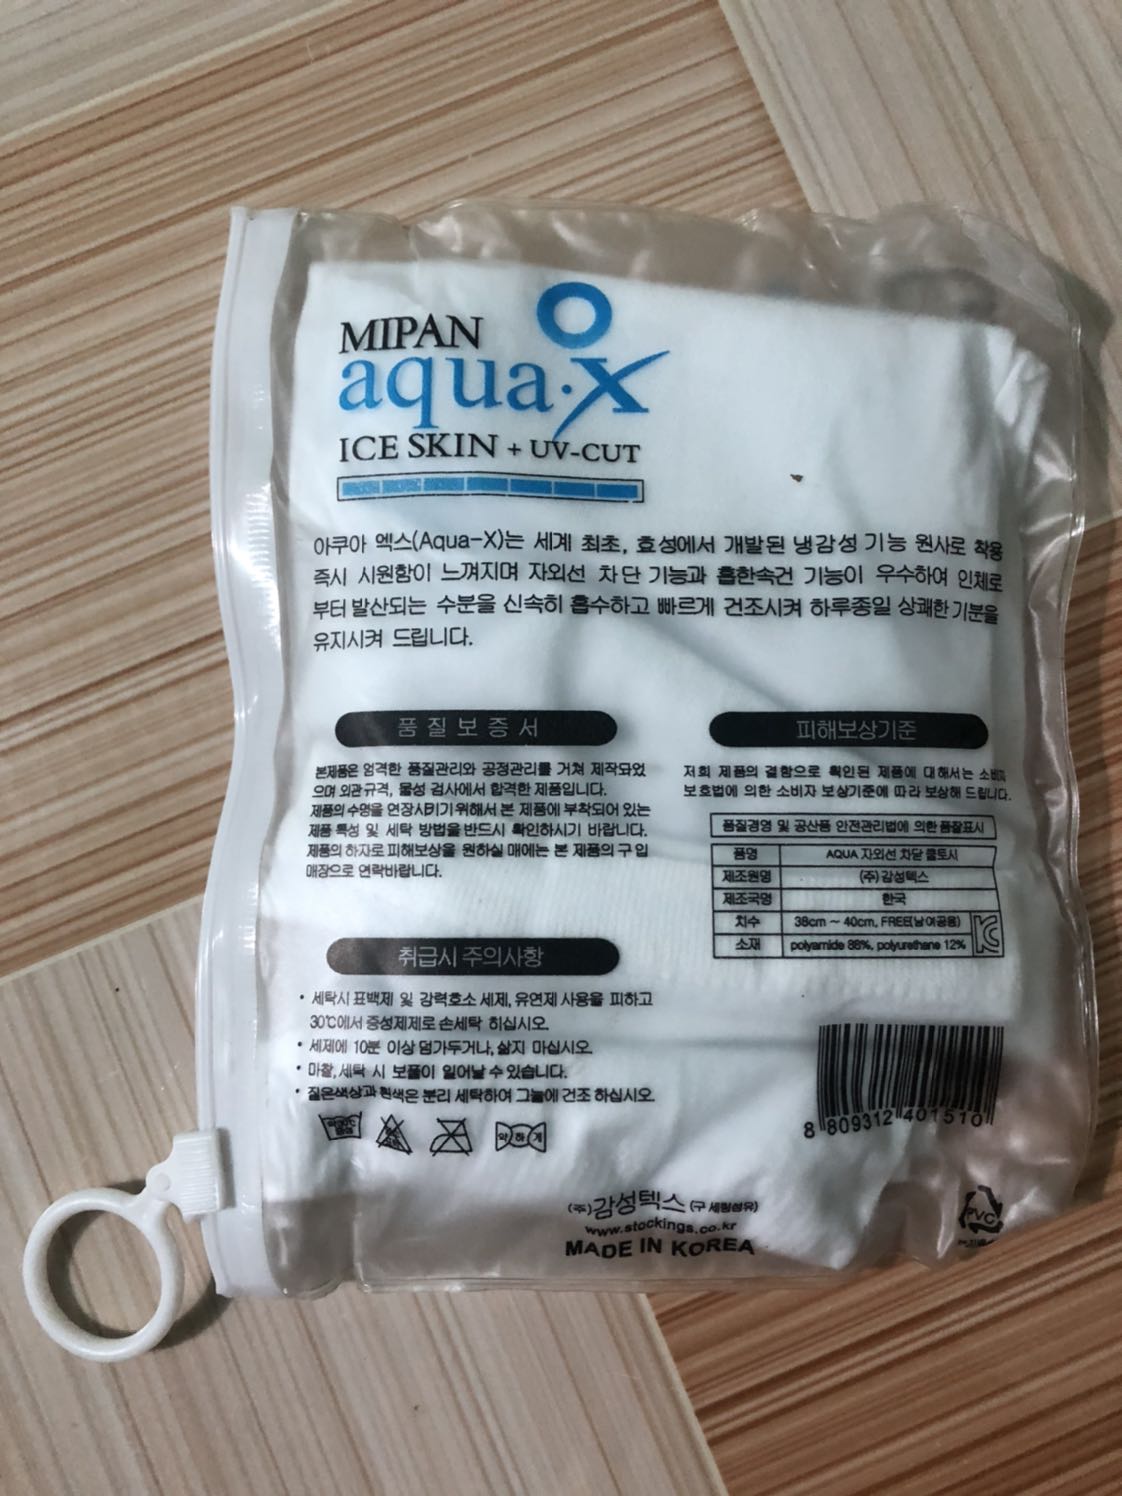 MIPAN
aqua·X
ICE SKIN + UV-CUT
아쿠아 엑스(Aqua-X)는 세계 최초, 효성에서 개발된 냉감성 기능 원사로 착용
즉시 시원함이 느껴지며 자외선 차단 기능과 흡한속건 기능이 우수하여 인체로
부터 발산되는 수분을 신속히 흡수하고 빠르게 건조시켜 하루종일 상쾌한 기분을
유지시켜 드립니다.
품질보증서
본제품은 엄격한 품질관리와 공정관리를 거쳐 제작되었
으며 외관규격, 물성 검사에서 합격한 제품입니다.
제품의 수명을 연장시키기 위해서 본 제품에 부착되어 있는
제품 특성 및 세탁 방법을 반드시 확인하시기 바랍니다.
제품의 하자로 피해보상을 원하실 때에는 본 제품의 구입
매장으로 연락바랍니다.
피해보상기준
저희 제품의 결함으로 확인된 제품에 대해서는 소비자
보호법에 의한 소비자 보상기준에 따라 보상해 드립니다.
품질경영 및 공산품 안전관리법에 의한 품질표시
품명 AQUA 자외선 차단 쿨토시
제조원명 (주)감성텍스
제조국명 한국
치수 38cm ~ 40cm, FREE(남여공용)
소재 polyamide 88%, polyurethane 12%
취급시 주의사항
• 세탁시 표백제 및 강력효소 세제, 유연제 사용을 피하고
30℃에서 중성제제로 손세탁 하십시오.
• 세제에 10분 이상 담가두거나, 삶지 마십시오.
• 마찰, 세탁 시 보풀이 일어날 수 있습니다.
• 짙은색상과 흰색은 분리 세탁하여 그늘에 건조 하십시오.
약하게
8 809312 401510
(주)감성텍스 (구 세림섬유)
www.stockings.co.kr
MADE IN KOREA
PVC